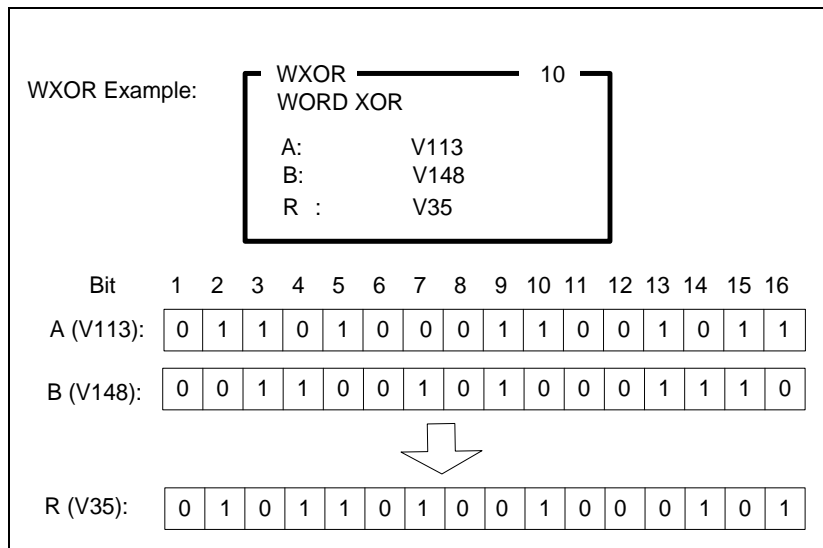 WXOR Example:
WXOR 10
WORD XOR
A: V113
B: V148
R : V35
Bit 1 2 3 4 5 6 7 8 9 10 11 12 13 14 15 16
A (V113): 0 1 1 0 1 0 0 0 1 1 0 0 1 0 1 1
B (V148): 0 0 1 1 0 0 1 0 1 0 0 0 1 1 1 0
R (V35): 0 1 0 1 1 0 1 0 0 1 0 0 0 1 0 1